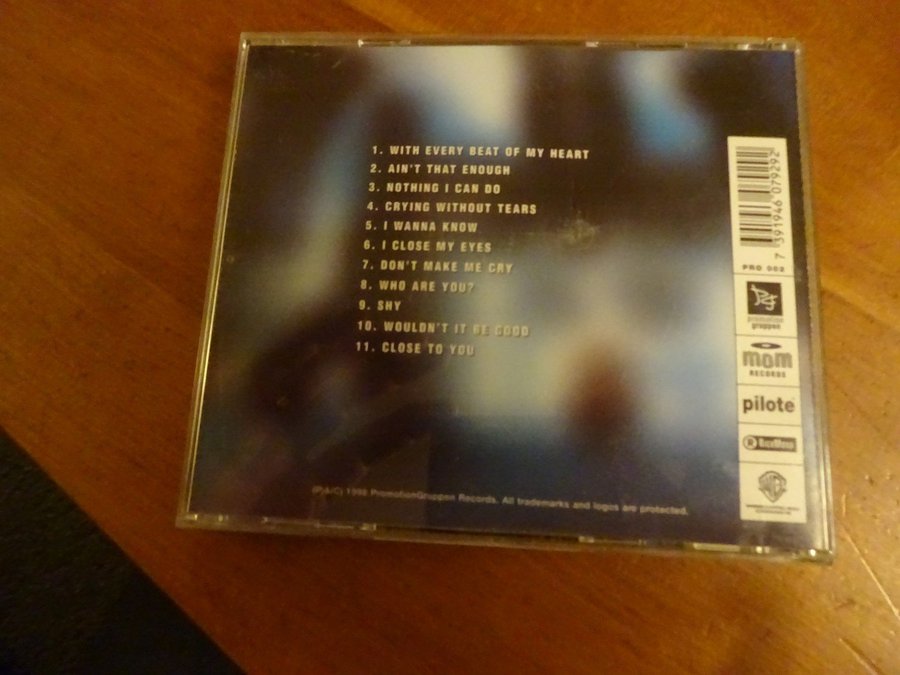 1. WITH EVERY BEAT OF MY HEART
2. AIN'T THAT ENOUGH
3. NOTHING I CAN DO
4. CRYING WITHOUT TEARS
5. I WANNA KNOW
6. I CLOSE MY EYES
7. DON'T MAKE ME CRY
8. WHO ARE YOU?
9. SHY
10. WOULDN'T IT BE GOOD
11. CLOSE TO YOU
(P)&(C) 1998 PromotionGruppen Records. All trademarks and logos are protected.
7 391946 079292
PRO 002
promotion
gruppen
mom
RECORDS
pilote